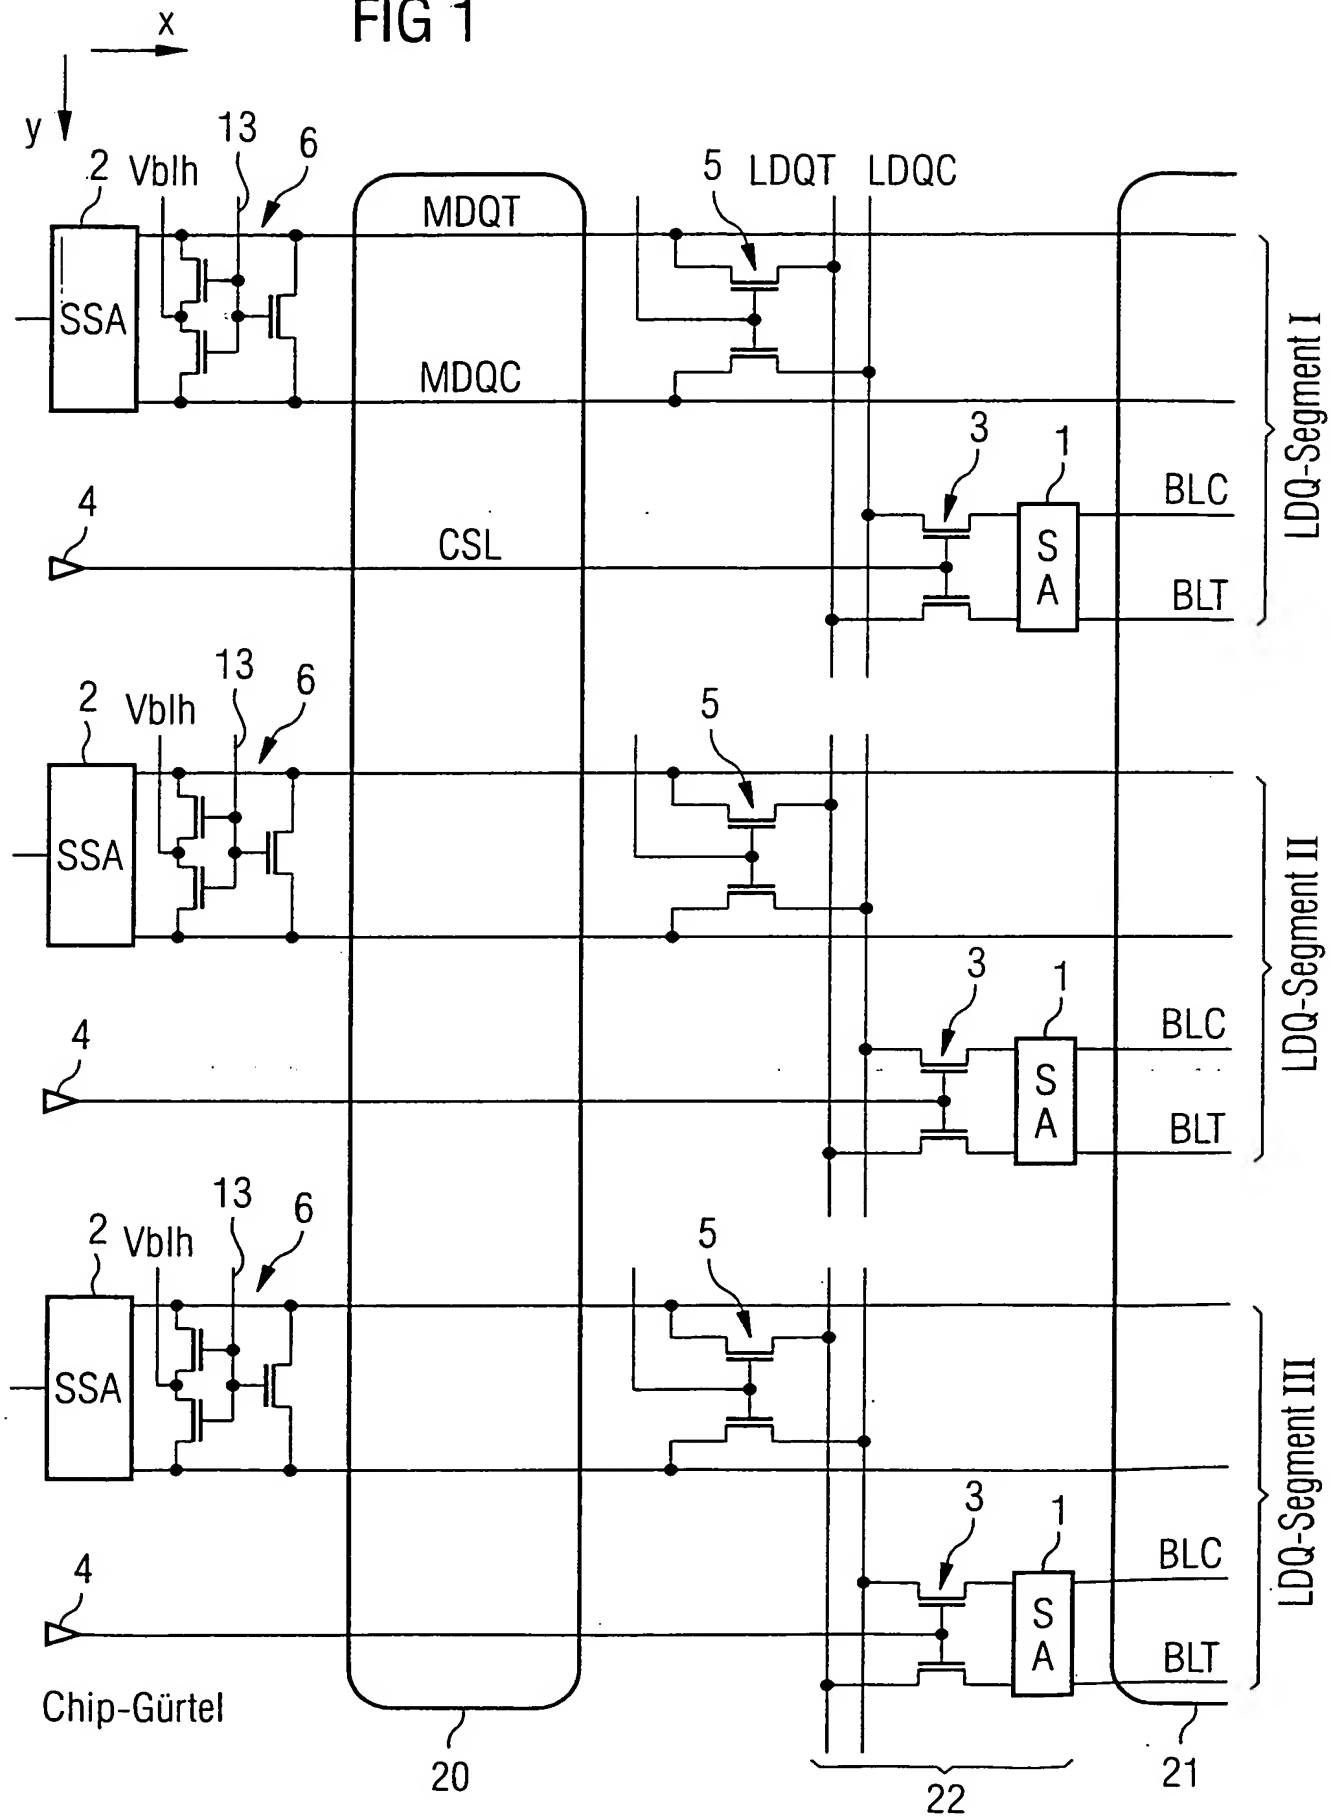 FIG 1
x
y
2 Vblh 13 6 5 LDQT LDQC
MDQT
SSA
MDQC
LDQ-Segment I
3 1
BLC
4
CSL
S
A
BLT
2 Vblh 13 6 5
SSA
LDQ-Segment II
3 1
BLC
4
S
A
BLT
2 Vblh 13 6 5
SSA
LDQ-Segment III
3 1
BLC
4
S
A
BLT
Chip-Gürtel
20
22
21